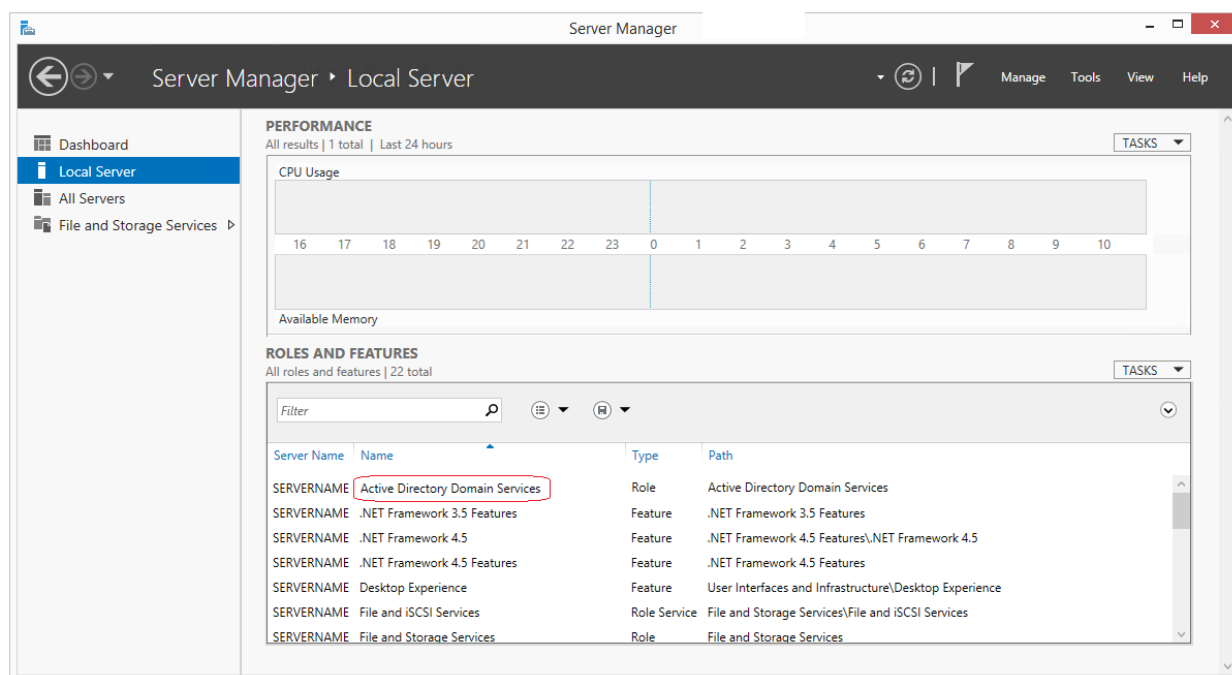 Server Manager
Server Manager ‣ Local Server
Manage Tools View Help
Dashboard
Local Server
All Servers
File and Storage Services
PERFORMANCE
All results | 1 total | Last 24 hours
TASKS
CPU Usage
16 17 18 19 20 21 22 23 0 1 2 3 4 5 6 7 8 9 10
Available Memory
ROLES AND FEATURES
All roles and features | 22 total
TASKS
Filter
Server Name Name Type Path
SERVERNAME Active Directory Domain Services Role Active Directory Domain Services
SERVERNAME .NET Framework 3.5 Features Feature .NET Framework 3.5 Features
SERVERNAME .NET Framework 4.5 Feature .NET Framework 4.5 Features\.NET Framework 4.5
SERVERNAME .NET Framework 4.5 Features Feature .NET Framework 4.5 Features
SERVERNAME Desktop Experience Feature User Interfaces and Infrastructure\Desktop Experience
SERVERNAME File and iSCSI Services Role Service File and Storage Services\File and iSCSI Services
SERVERNAME File and Storage Services Role File and Storage Services